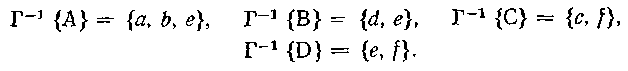 Γ⁻¹ {A} = {a, b, e}, Γ⁻¹ {B} = {d, e}, Γ⁻¹ {C} = {c, f},
Γ⁻¹ {D} = {e, f}.